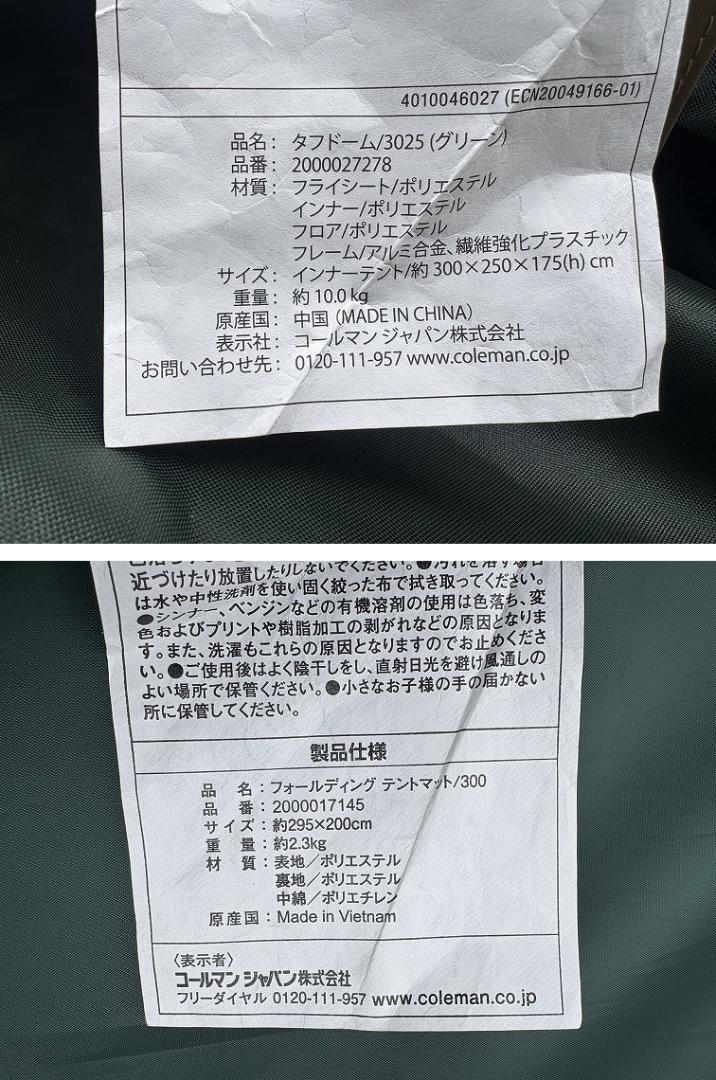 4010046027 (ECN20049166-01)
品名： タフドーム/3025 (グリーン)
品番： 2000027278
材質： フライシート/ポリエステル
インナー/ポリエステル
フロア/ポリエステル
フレーム/アルミ合金、繊維強化プラスチック
サイズ： インナーテント/約 300×250×175(h) cm
重量： 約 10.0 kg
原産国： 中国 (MADE IN CHINA)
表示社： コールマン ジャパン株式会社
お問い合わせ先： 0120-111-957 www.coleman.co.jp
近づけたり放置したりしないでください。●汚れを落す場合
は水や中性洗剤を使い固く絞った布で拭き取ってください。
●シンナー、ベンジンなどの有機溶剤の使用は色落ち、変
色およびプリントや樹脂加工の剥がれなどの原因となりま
す。また、洗濯もこれらの原因となりますのでお止めくださ
い。●ご使用後はよく陰干しをし、直射日光を避け風通しの
よい場所で保管ください。●小さなお子様の手の届かない
所に保管してください。
製品仕様
品 名：フォールディング テントマット/300
品 番：2000017145
サイズ：約295×200cm
重 量：約2.3kg
材 質：表地／ポリエステル
裏地／ポリエステル
中綿／ポリエチレン
原産国：Made in Vietnam
〈表示者〉
コールマン ジャパン株式会社
フリーダイヤル 0120-111-957 www.coleman.co.jp